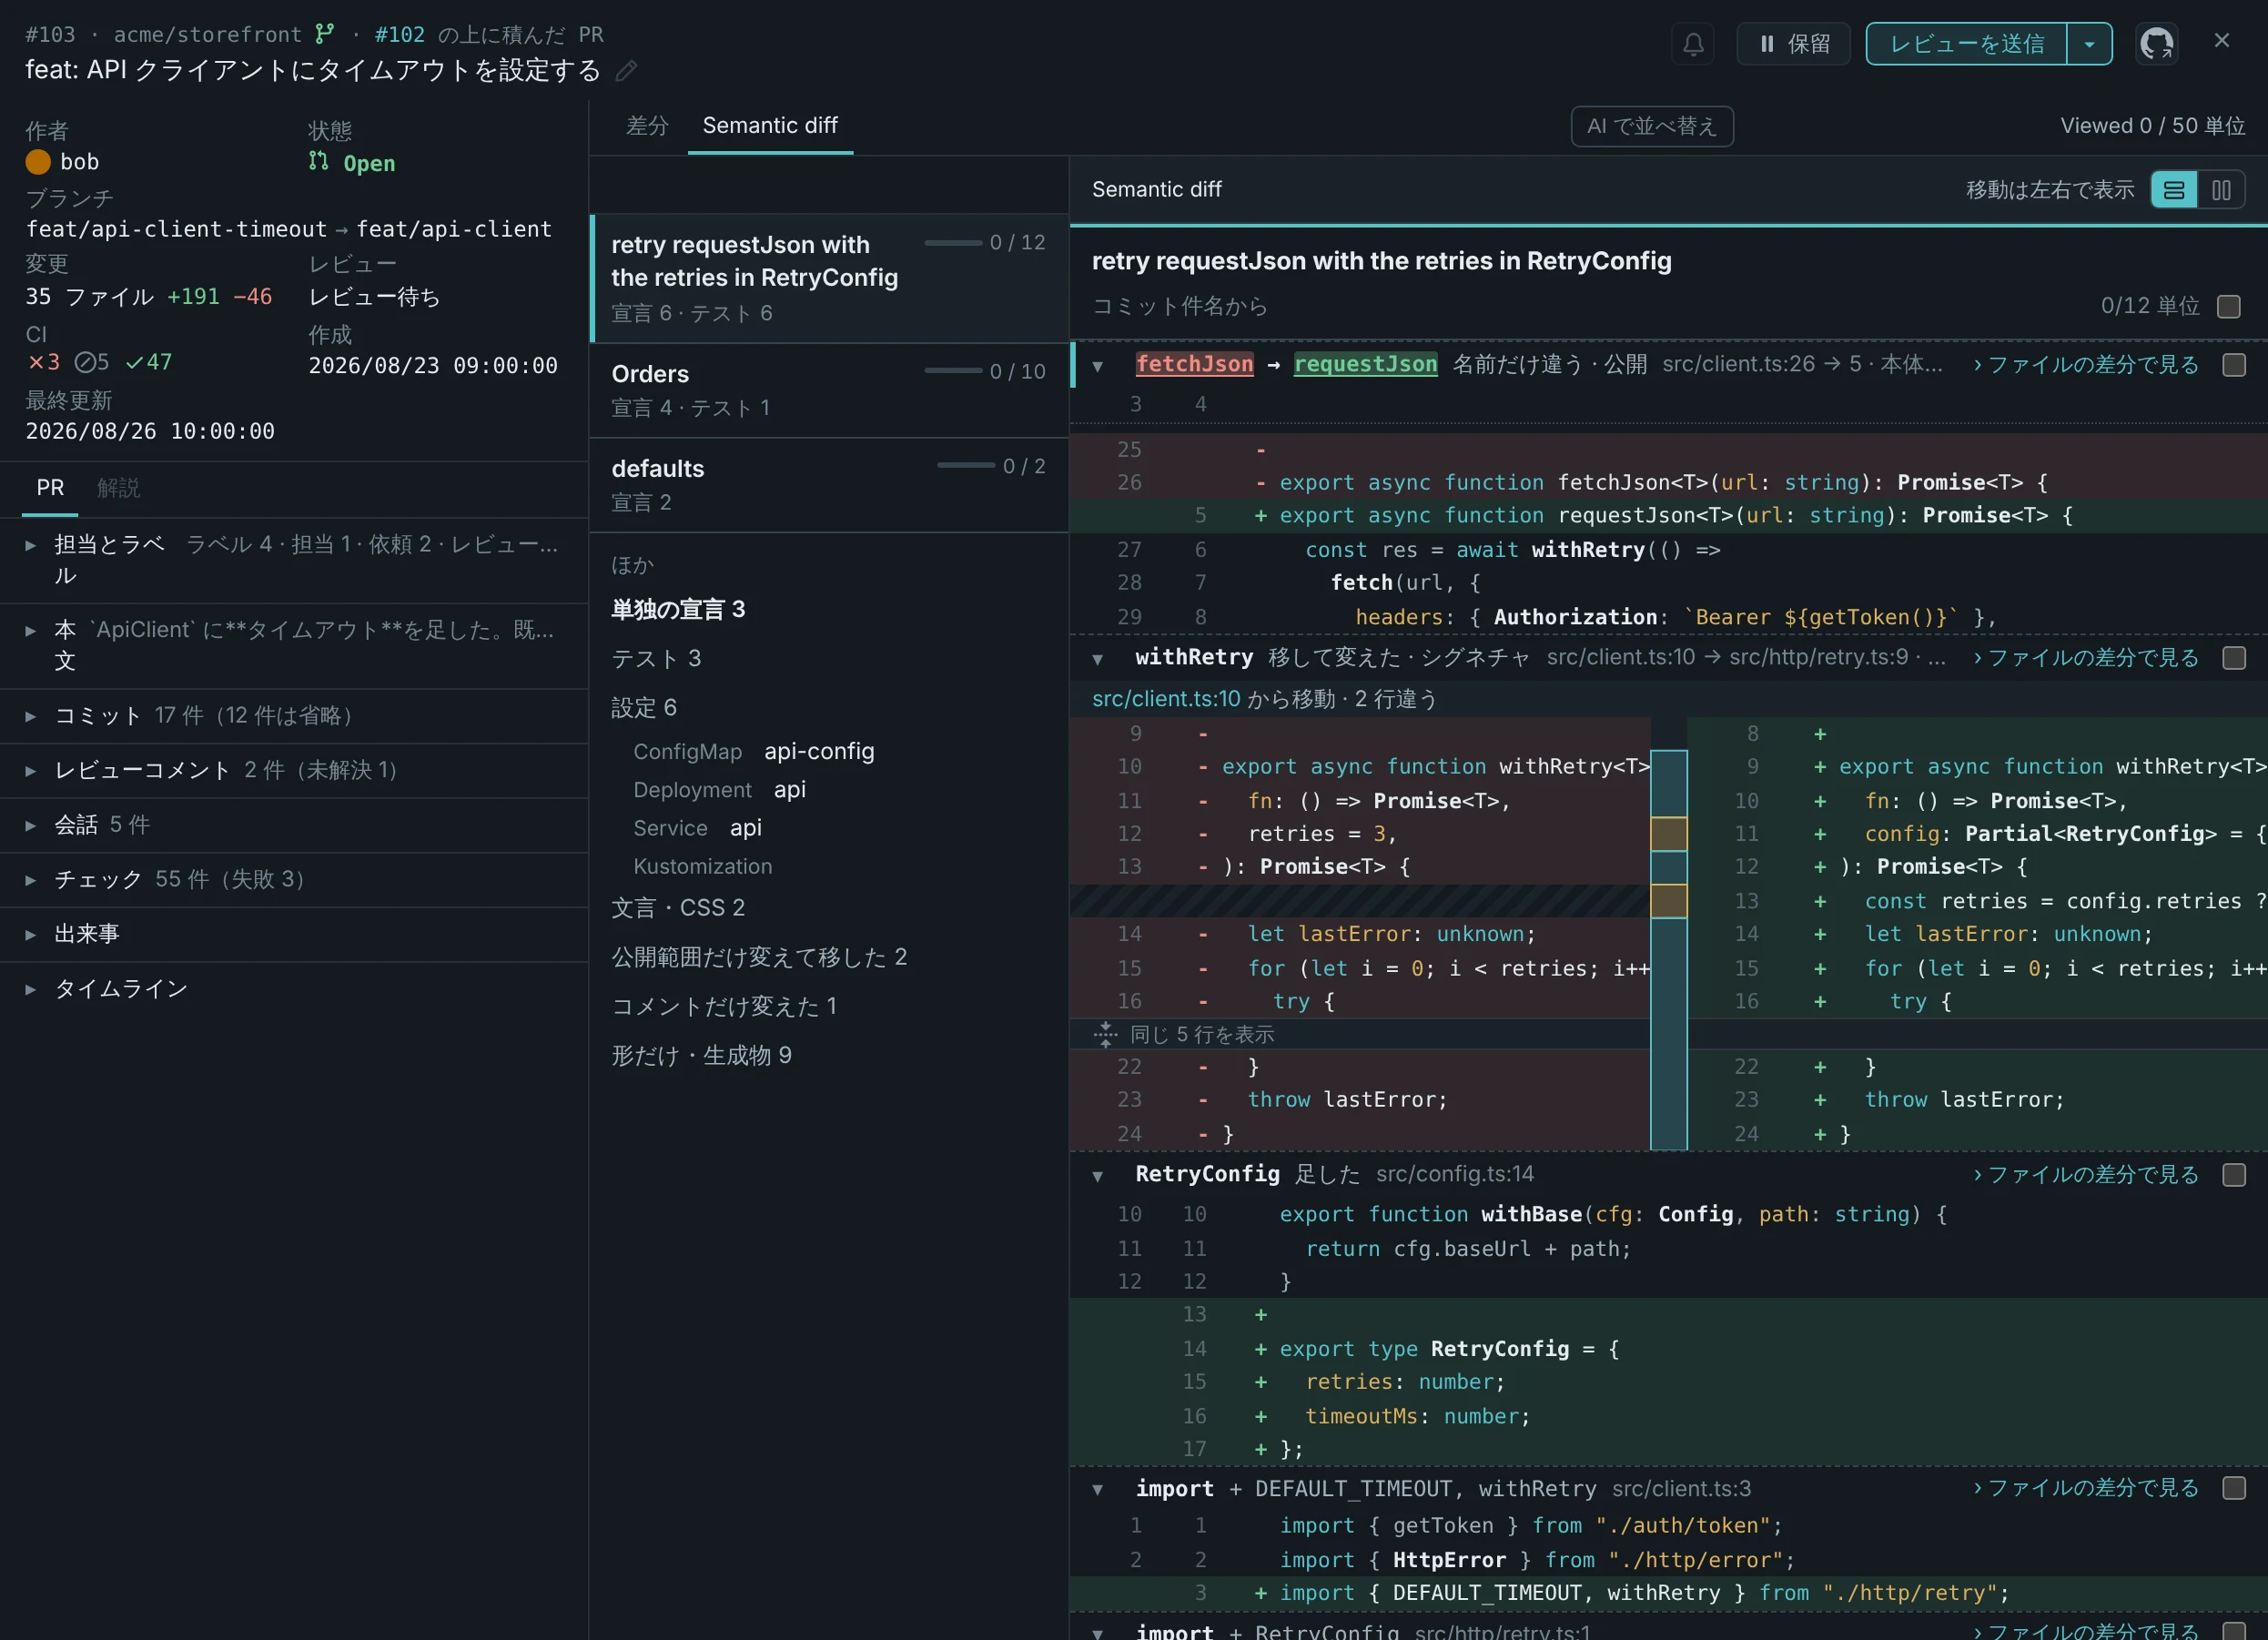 #103 · acme/storefront · #102 の上に積んだ PR
feat: API クライアントにタイムアウトを設定する
保留
レビューを送信
作者
bob
状態
Open
ブランチ
feat/api-client-timeout → feat/api-client
変更
35 ファイル +191 −46
レビュー
レビュー待ち
CI
×3 5 ✓47
作成
2026/08/23 09:00:00
最終更新
2026/08/26 10:00:00
PR 解説
担当とラベル ラベル 4 · 担当 1 · 依頼 2 · レビュー...
本文 `ApiClient` に**タイムアウト**を足した。既...
コミット 17 件（12 件は省略）
レビューコメント 2 件（未解決 1）
会話 5 件
チェック 55 件（失敗 3）
出来事
タイムライン
差分 Semantic diff
AI で並べ替え
Viewed 0 / 50 単位
retry requestJson with
the retries in RetryConfig
0 / 12
宣言 6 · テスト 6
Orders
0 / 10
宣言 4 · テスト 1
defaults
0 / 2
宣言 2
ほか
単独の宣言 3
テスト 3
設定 6
ConfigMap api-config
Deployment api
Service api
Kustomization
文言・CSS 2
公開範囲だけ変えて移した 2
コメントだけ変えた 1
形だけ・生成物 9
Semantic diff
移動は左右で表示
retry requestJson with the retries in RetryConfig
コミット件名から
0/12 単位
fetchJson → requestJson 名前だけ違う · 公開 src/client.ts:26 → 5 · 本体... › ファイルの差分で見る
3 4
25 -
26 - export async function fetchJson<T>(url: string): Promise<T> {
5 + export async function requestJson<T>(url: string): Promise<T> {
27 6 const res = await withRetry(() =>
28 7 fetch(url, {
29 8 headers: { Authorization: `Bearer ${getToken()}` },
withRetry 移して変えた · シグネチャ src/client.ts:10 → src/http/retry.ts:9 · ... › ファイルの差分で見る
src/client.ts:10 から移動 · 2 行違う
9 - 8 +
10 - export async function withRetry<T> 9 + export async function withRetry<T>
11 - fn: () => Promise<T>, 10 + fn: () => Promise<T>,
12 - retries = 3, 11 + config: Partial<RetryConfig> = {
13 - ): Promise<T> { 12 + ): Promise<T> {
13 + const retries = config.retries ?
14 - let lastError: unknown; 14 + let lastError: unknown;
15 - for (let i = 0; i < retries; i++ 15 + for (let i = 0; i < retries; i++
16 - try { 16 + try {
同じ 5 行を表示
22 - } 22 + }
23 - throw lastError; 23 + throw lastError;
24 - } 24 + }
RetryConfig 足した src/config.ts:14 › ファイルの差分で見る
10 10 export function withBase(cfg: Config, path: string) {
11 11 return cfg.baseUrl + path;
12 12 }
13 +
14 + export type RetryConfig = {
15 + retries: number;
16 + timeoutMs: number;
17 + };
import + DEFAULT_TIMEOUT, withRetry src/client.ts:3 › ファイルの差分で見る
1 1 import { getToken } from "./auth/token";
2 2 import { HttpError } from "./http/error";
3 + import { DEFAULT_TIMEOUT, withRetry } from "./http/retry";
import + RetryConfig src/http/retry.ts:1 › ファイルの差分で見る